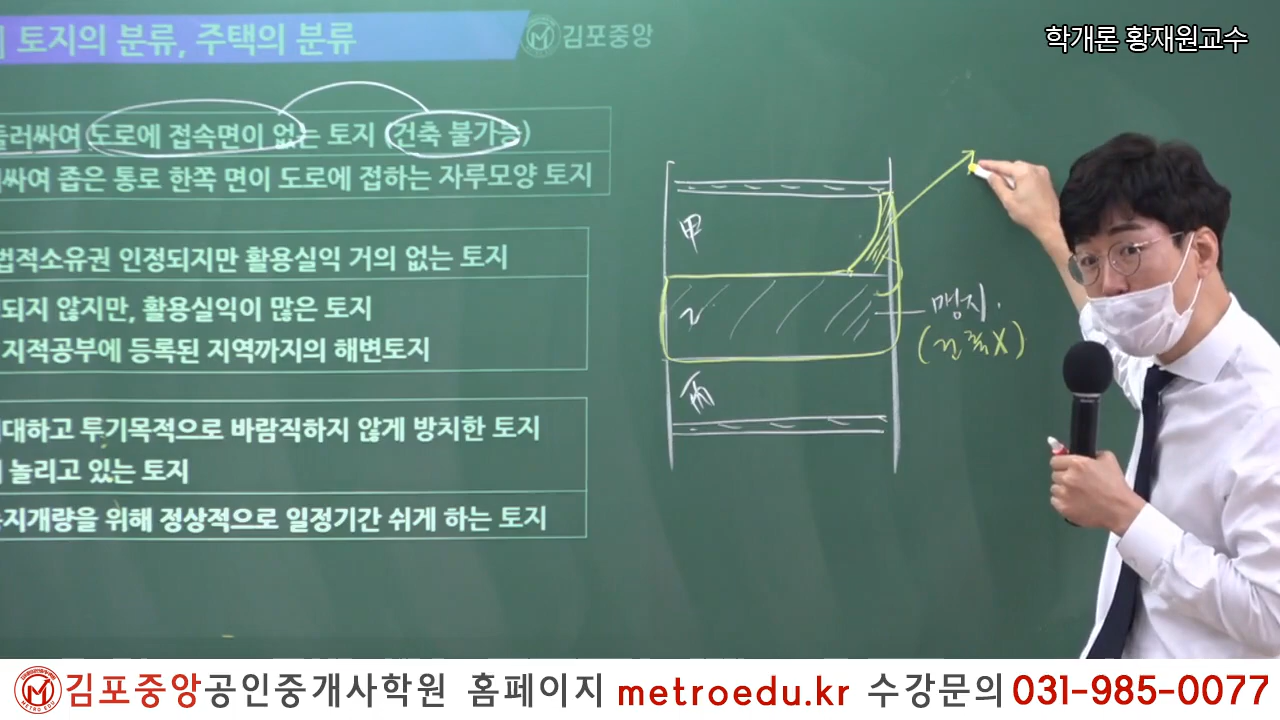 토지의 분류, 주택의 분류
김포중앙
학개론 황재원교수
둘러싸여 도로에 접속면이 없는 토지 (건축 불가능)
싸여 좁은 통로 한쪽 면이 도로에 접하는 자루모양 토지
법적소유권 인정되지만 활용실익 거의 없는 토지
되지 않지만, 활용실익이 많은 토지
지적공부에 등록된 지역까지의 해변토지
대하고 투기목적으로 바람직하지 않게 방치한 토지
놀리고 있는 토지
지개량을 위해 정상적으로 일정기간 쉬게 하는 토지
甲
乙
맹지.
(건축X)
丙
METRO EDU
김포중앙공인중개사학원 홈페이지 metroedu.kr 수강문의 031-985-0077